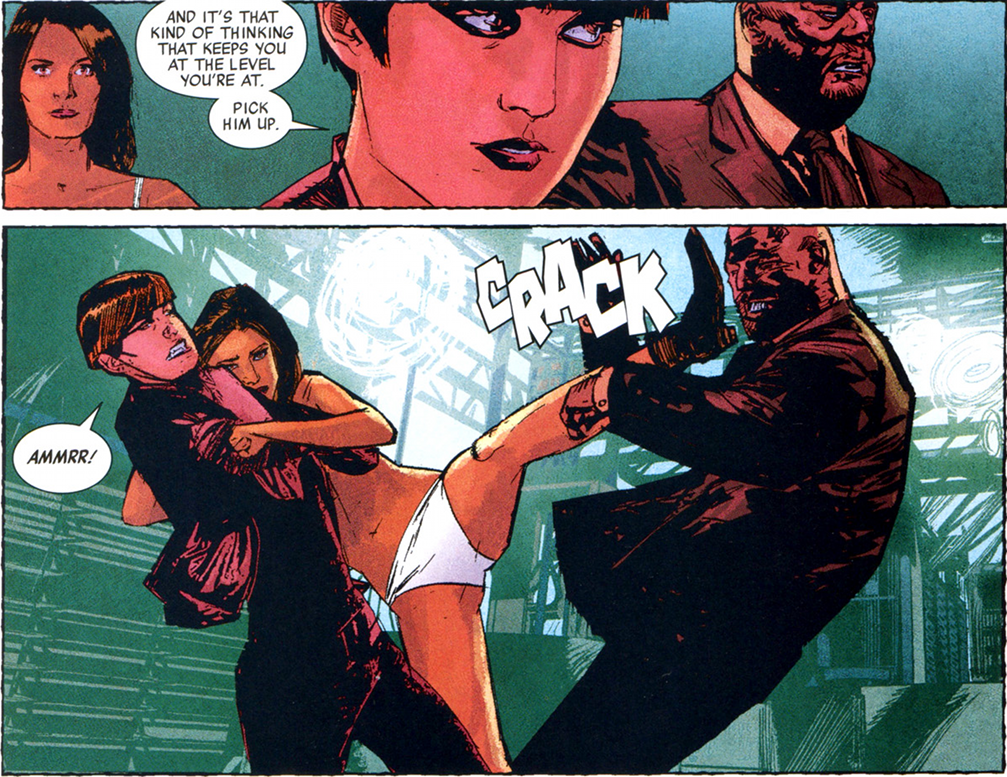 AND IT'S THAT
KIND OF THINKING
THAT KEEPS YOU
AT THE LEVEL
YOU'RE AT.
PICK
HIM UP.
CRACK
AMMRR!